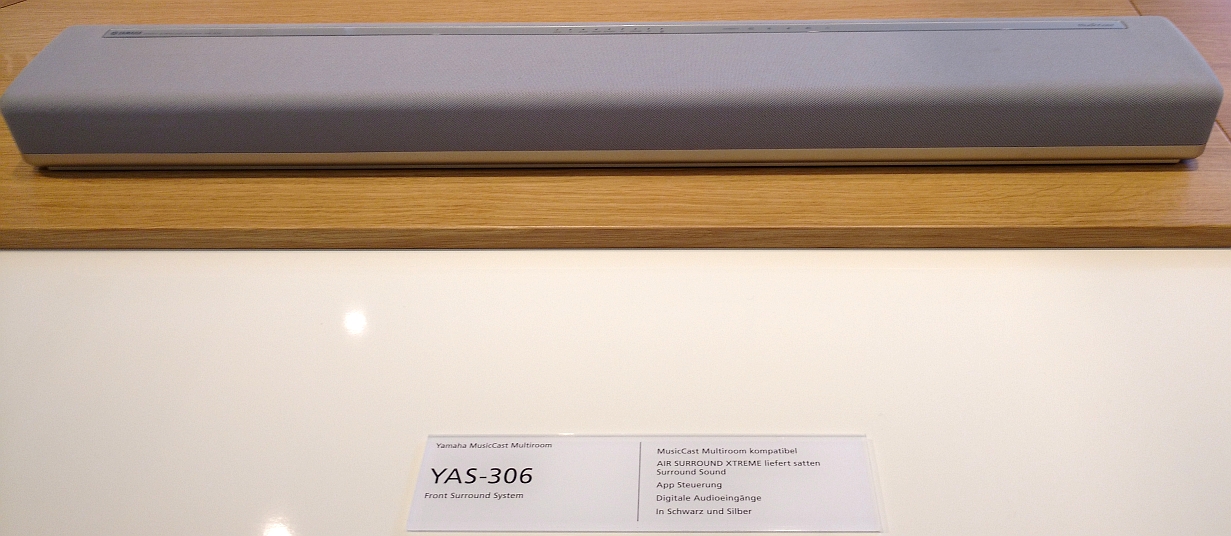 YAMAHA
Yamaha MusicCast Multiroom
YAS-306
Front Surround System
MusicCast Multiroom kompatibel
AIR SURROUND XTREME liefert satten
Surround Sound
App Steuerung
Digitale Audioeingänge
In Schwarz und Silber